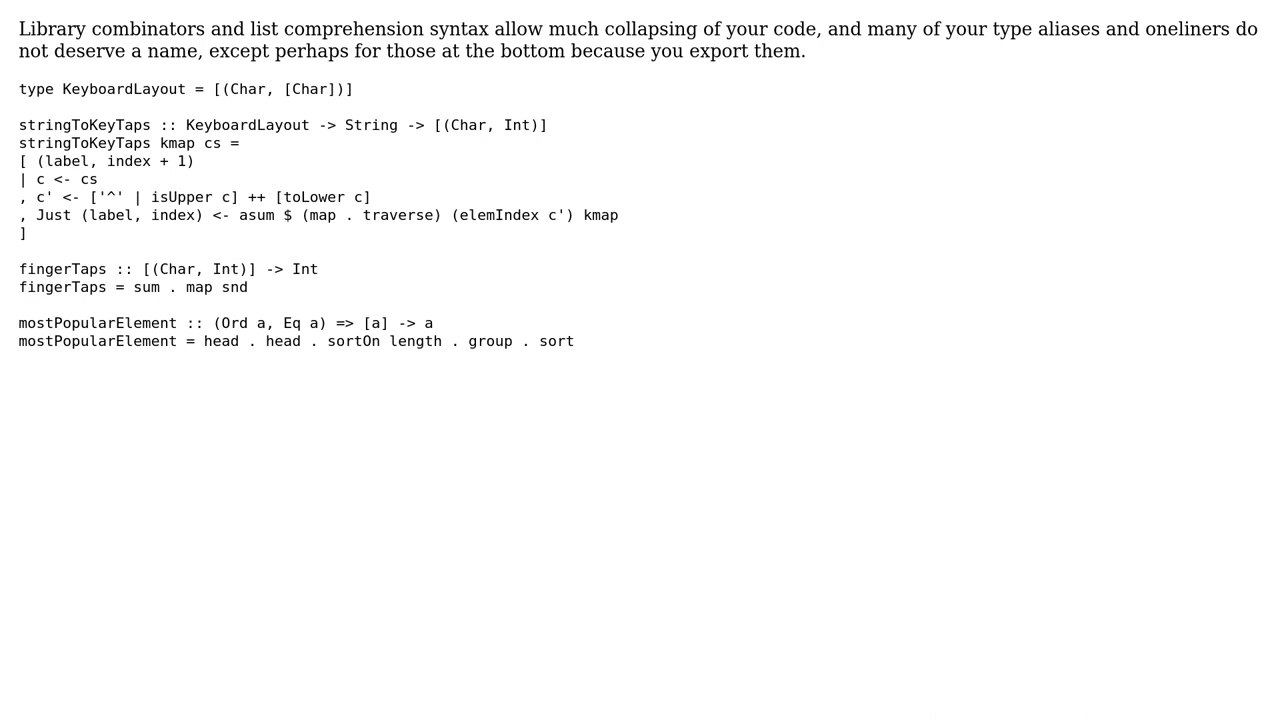 Library combinators and list comprehension syntax allow much collapsing of your code, and many of your type aliases and oneliners do
not deserve a name, except perhaps for those at the bottom because you export them.
type KeyboardLayout = [(Char, [Char])]
stringToKeyTaps :: KeyboardLayout -> String -> [(Char, Int)]
stringToKeyTaps kmap cs =
[ (label, index + 1)
| c <- cs
, c' <- ['^' | isUpper c] ++ [toLower c]
, Just (label, index) <- asum $ (map . traverse) (elemIndex c') kmap
]
fingerTaps :: [(Char, Int)] -> Int
fingerTaps = sum . map snd
mostPopularElement :: (Ord a, Eq a) => [a] -> a
mostPopularElement = head . head . sortOn length . group . sort